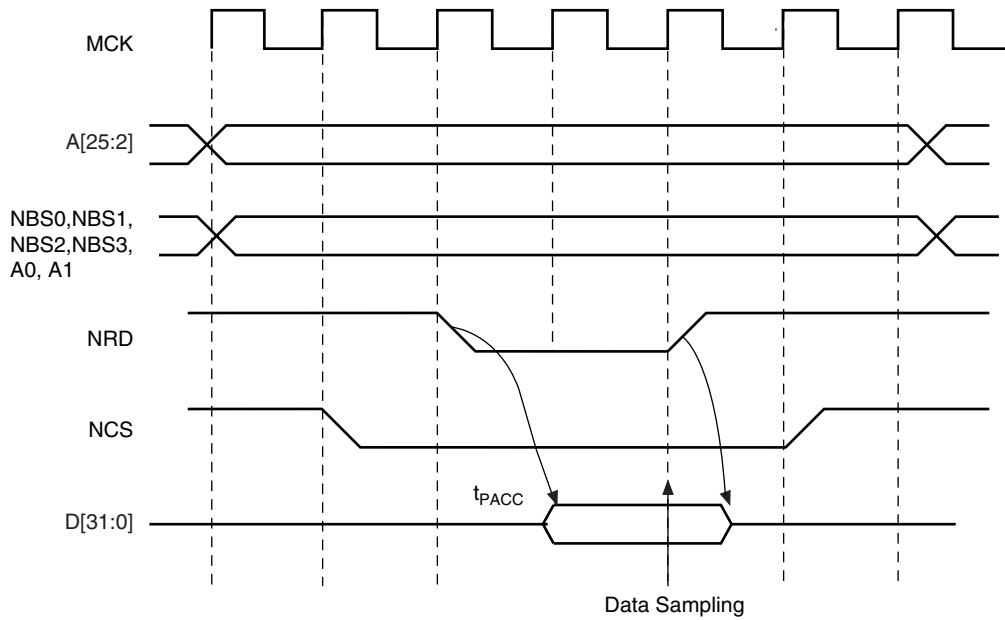 MCK
A[25:2]
NBS0,NBS1,
NBS2,NBS3,
A0, A1
NRD
NCS
tPACC
D[31:0]
Data Sampling